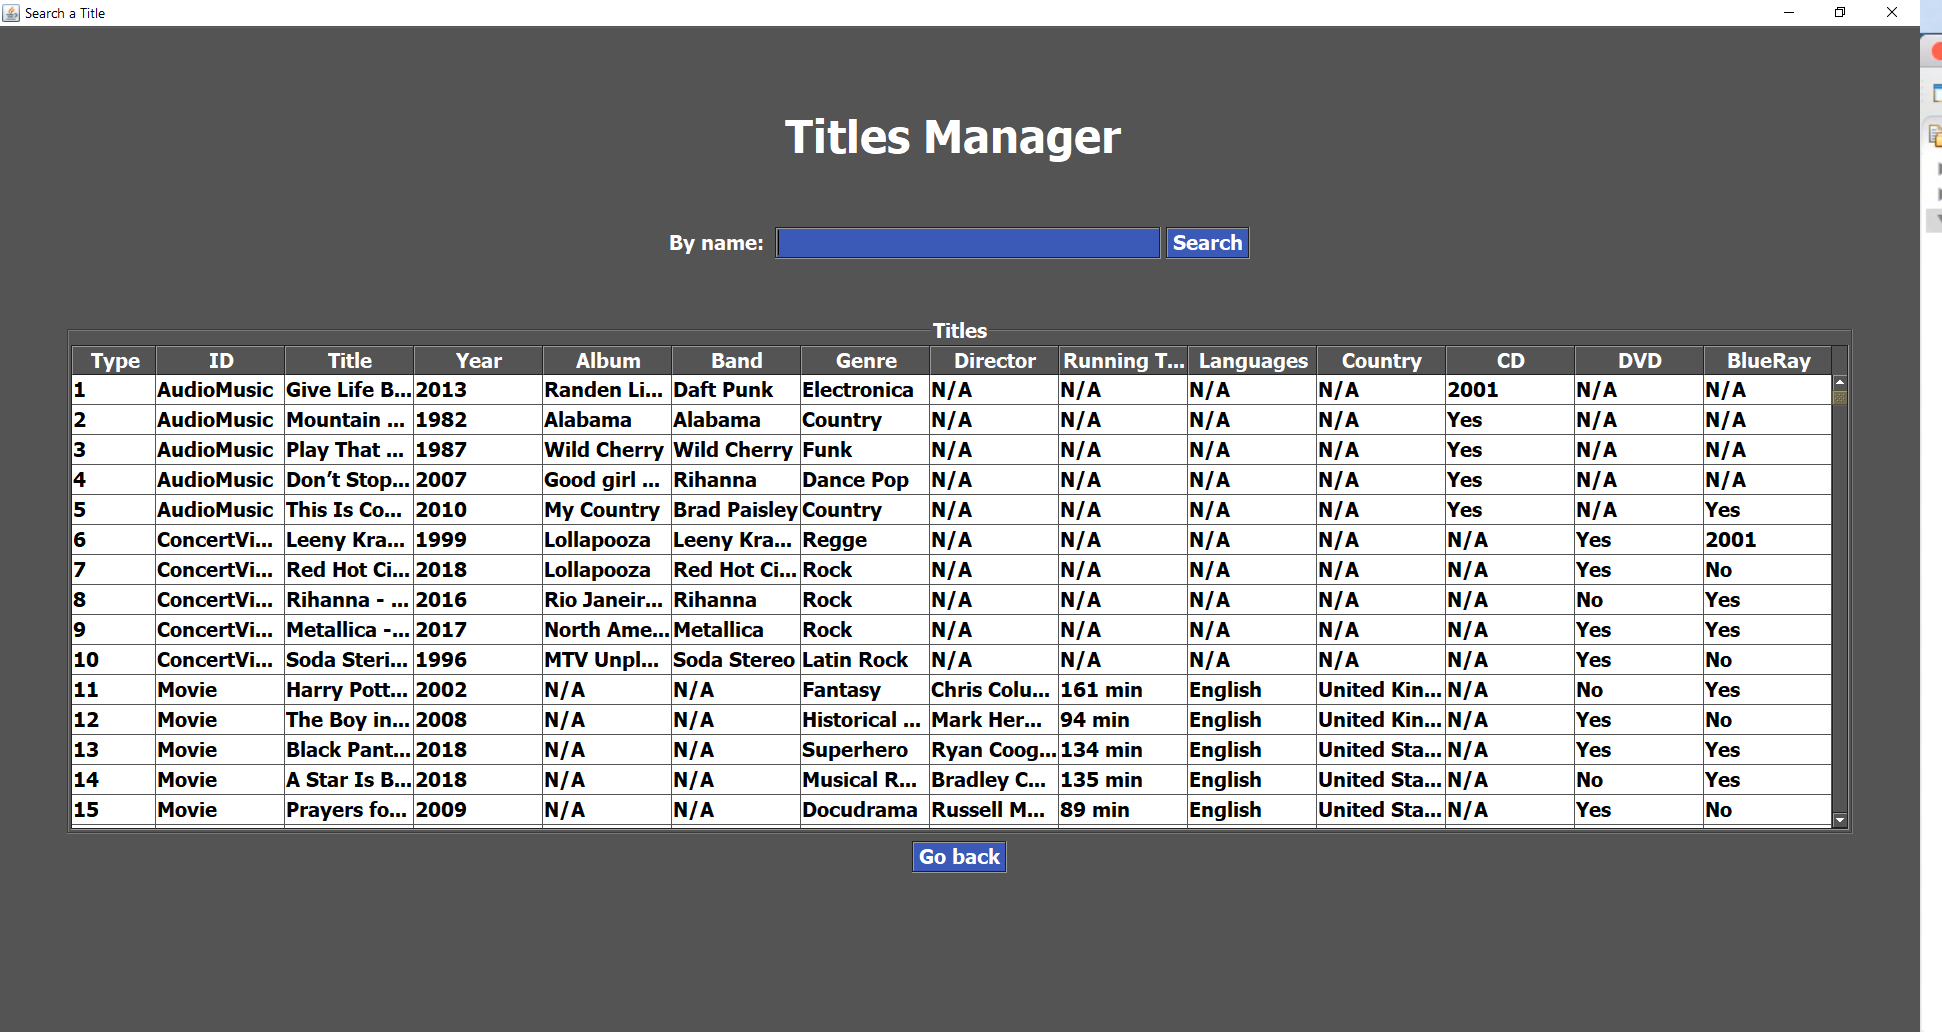 Search a Title
Titles Manager
By name: Search
Titles
Type ID Title Year Album Band Genre Director Running T... Languages Country CD DVD BlueRay
1 AudioMusic Give Life B... 2013 Randen Li... Daft Punk Electronica N/A N/A N/A N/A 2001 N/A N/A
2 AudioMusic Mountain ... 1982 Alabama Alabama Country N/A N/A N/A N/A Yes N/A N/A
3 AudioMusic Play That ... 1987 Wild Cherry Wild Cherry Funk N/A N/A N/A N/A Yes N/A N/A
4 AudioMusic Don’t Stop... 2007 Good girl ... Rihanna Dance Pop N/A N/A N/A N/A Yes N/A N/A
5 AudioMusic This Is Co... 2010 My Country Brad Paisley Country N/A N/A N/A N/A Yes N/A Yes
6 ConcertVi... Leeny Kra... 1999 Lollapooza Leeny Kra... Regge N/A N/A N/A N/A N/A Yes 2001
7 ConcertVi... Red Hot Ci... 2018 Lollapooza Red Hot Ci... Rock N/A N/A N/A N/A N/A Yes No
8 ConcertVi... Rihanna - ... 2016 Rio Janeir... Rihanna Rock N/A N/A N/A N/A N/A No Yes
9 ConcertVi... Metallica -... 2017 North Ame... Metallica Rock N/A N/A N/A N/A N/A Yes Yes
10 ConcertVi... Soda Steri... 1996 MTV Unpl... Soda Stereo Latin Rock N/A N/A N/A N/A N/A Yes No
11 Movie Harry Pott... 2002 N/A N/A Fantasy Chris Colu... 161 min English United Kin... N/A No Yes
12 Movie The Boy in... 2008 N/A N/A Historical ... Mark Her... 94 min English United Kin... N/A Yes No
13 Movie Black Pant... 2018 N/A N/A Superhero Ryan Coog... 134 min English United Sta... N/A Yes Yes
14 Movie A Star Is B... 2018 N/A N/A Musical R... Bradley C... 135 min English United Sta... N/A No Yes
15 Movie Prayers fo... 2009 N/A N/A Docudrama Russell M... 89 min English United Sta... N/A Yes No
Go back